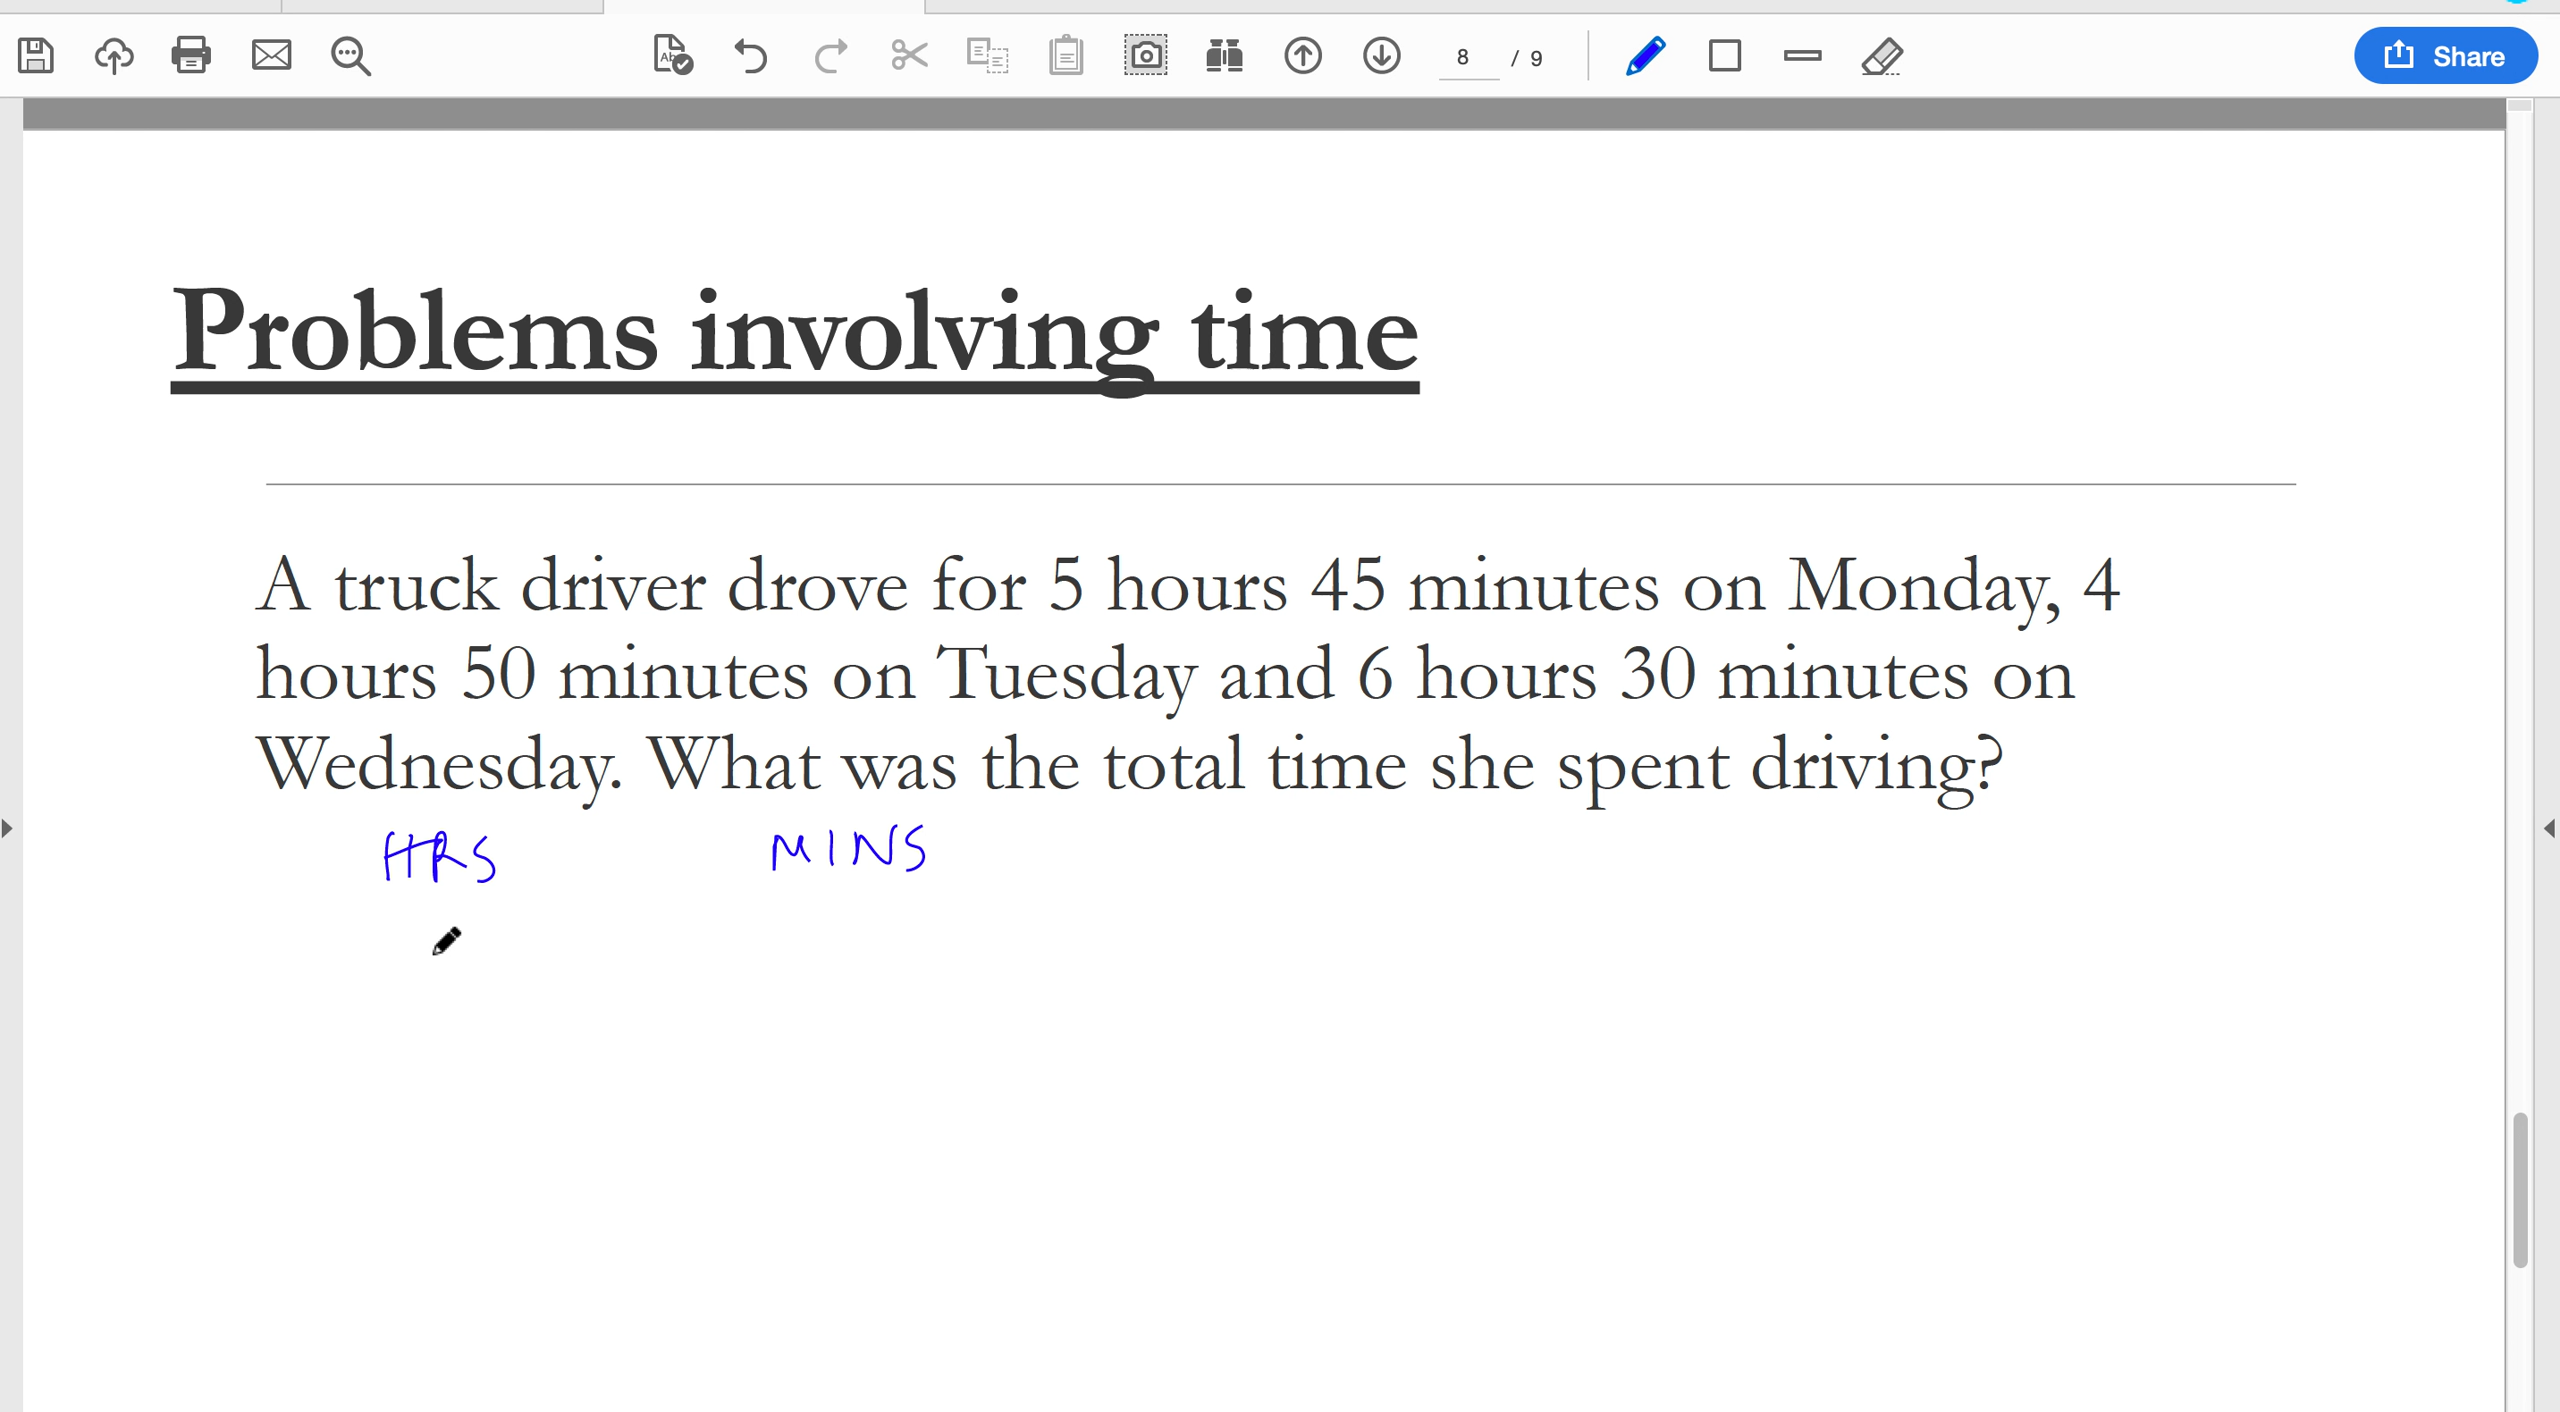 8 / 9
Share
Problems involving time
A truck driver drove for 5 hours 45 minutes on Monday, 4
hours 50 minutes on Tuesday and 6 hours 30 minutes on
Wednesday. What was the total time she spent driving?
HRS MINS